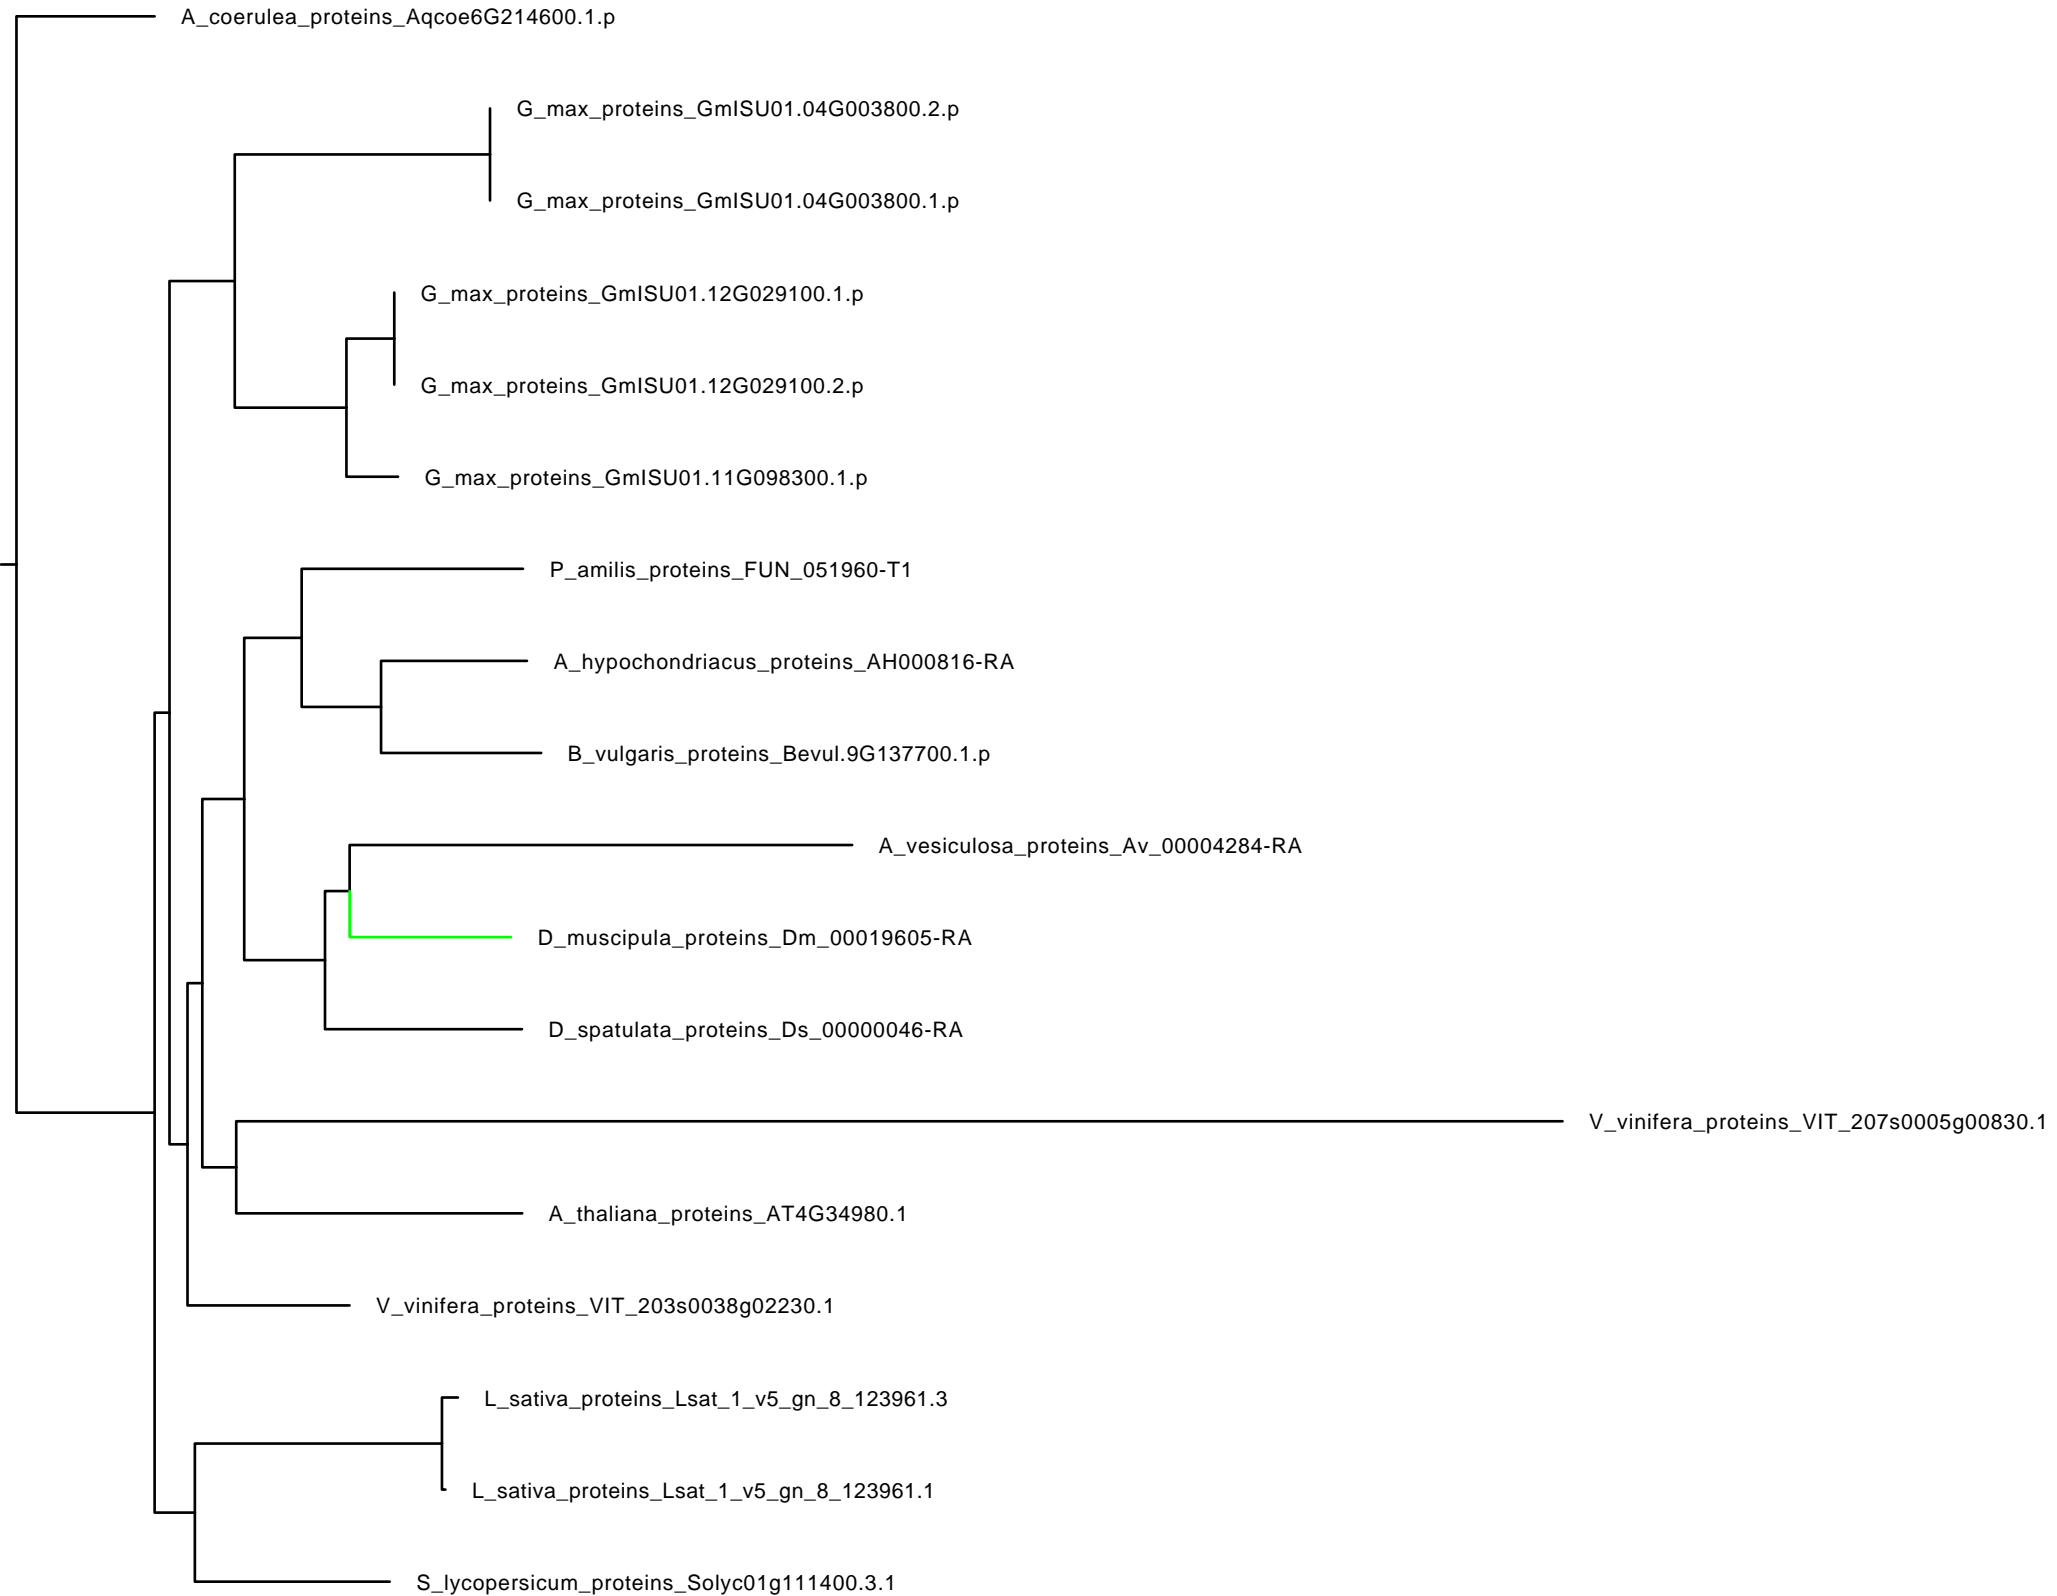 A_coerulea_proteins_Aqcoe6G214600.1.p
G_max_proteins_GmISU01.04G003800.2.p
G_max_proteins_GmISU01.04G003800.1.p
G_max_proteins_GmISU01.12G029100.1.p
G_max_proteins_GmISU01.12G029100.2.p
G_max_proteins_GmISU01.11G098300.1.p
P_amilis_proteins_FUN_051960-T1
A_hypochondriacus_proteins_AH000816-RA
B_vulgaris_proteins_Bevul.9G137700.1.p
A_vesiculosa_proteins_Av_00004284-RA
D_muscipula_proteins_Dm_00019605-RA
D_spatulata_proteins_Ds_00000046-RA
V_vinifera_proteins_VIT_207s0005g00830.1
A_thaliana_proteins_AT4G34980.1
V_vinifera_proteins_VIT_203s0038g02230.1
L_sativa_proteins_Lsat_1_v5_gn_8_123961.3
L_sativa_proteins_Lsat_1_v5_gn_8_123961.1
S_lycopersicum_proteins_Solyc01g111400.3.1